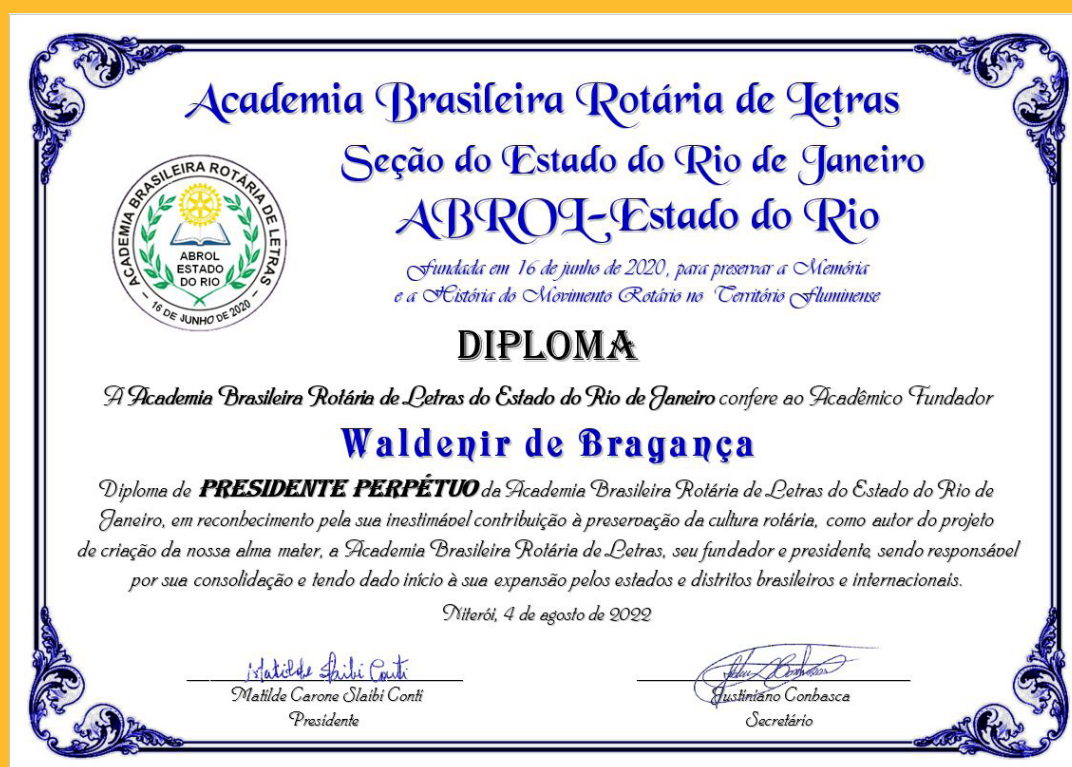 Academia Brasileira Rotária de Letras
Seção do Estado do Rio de Janeiro
ABROL-Estado do Rio
Fundada em 16 de junho de 2020, para preservar a Memória
e a História do Movimento Rotário no Território Fluminense
ACADEMIA BRASILEIRA ROTÁRIA DE LETRAS
ABROL
ESTADO
DO RIO
- 16 DE JUNHO DE 2020 -
DIPLOMA
A Academia Brasileira Rotária de Letras do Estado do Rio de Janeiro confere ao Acadêmico Fundador
Waldenir de Bragança
Diploma de PRESIDENTE PERPÉTUO da Academia Brasileira Rotária de Letras do Estado do Rio de
Janeiro, em reconhecimento pela sua inestimável contribuição à preservação da cultura rotária, como autor do projeto
de criação da nossa alma mater, a Academia Brasileira Rotária de Letras, seu fundador e presidente, sendo responsável
por sua consolidação e tendo dado início à sua expansão pelos estados e distritos brasileiros e internacionais.
Niterói, 4 de agosto de 2022
Matilde Slaibi Conti
Matilde Carone Slaibi Conti
Presidente
Justiniano Conbasca
Secretário